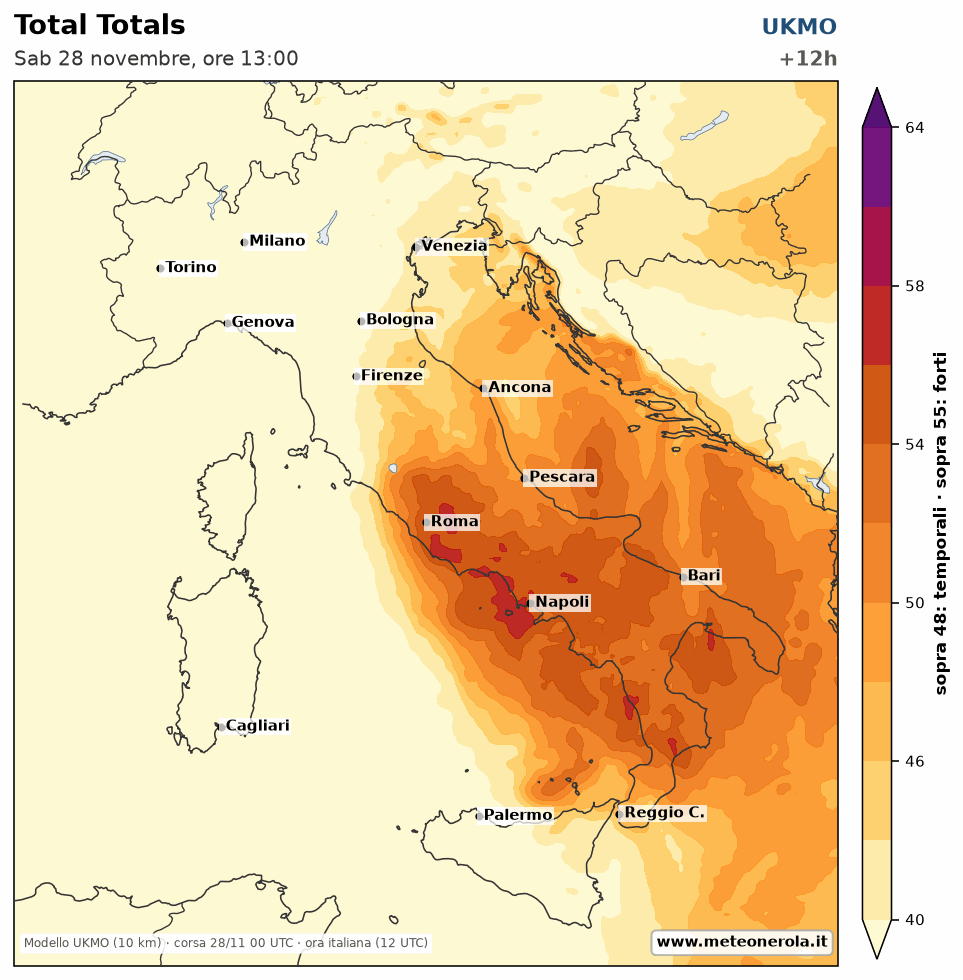 Total Totals
UKMO
Sab 28 novembre, ore 13:00
+12h
64
58
54
50
46
40
sopra 48: temporali · sopra 55: forti
Venezia
Milano
Torino
Bologna
Genova
Firenze
Ancona
Pescara
Roma
Bari
Napoli
Cagliari
Palermo
Reggio C.
Modello UKMO (10 km) · corsa 28/11 00 UTC · ora italiana (12 UTC)
www.meteonerola.it